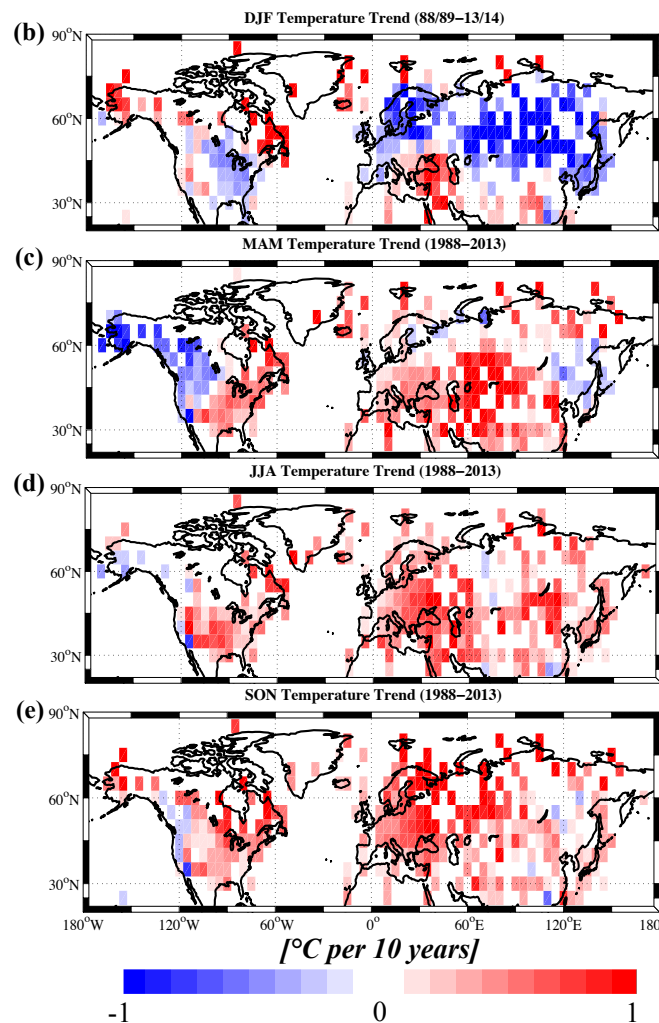 DJF Temperature Trend (88/89−13/14)
(b)
90°N
60°N
30°N
MAM Temperature Trend (1988−2013)
(c)
90°N
60°N
30°N
JJA Temperature Trend (1988−2013)
(d)
90°N
60°N
30°N
SON Temperature Trend (1988−2013)
(e)
90°N
60°N
30°N
180°W 120°W 60°W 0° 60°E 120°E 180
[°C per 10 years]
-1 0 1